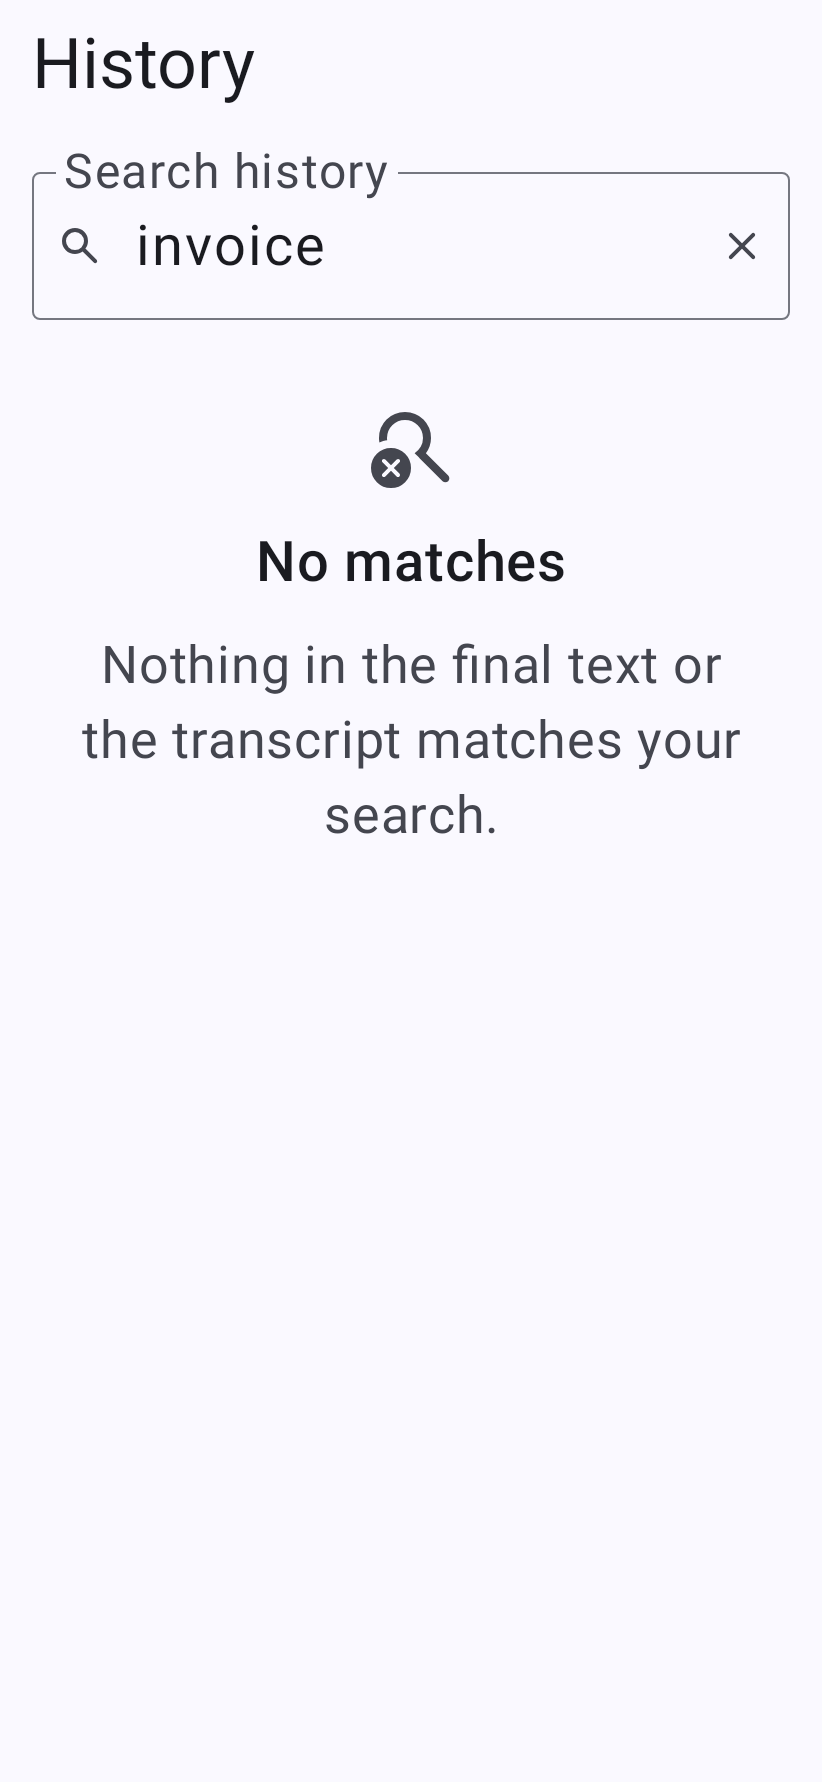 History
Search history
invoice
No matches
Nothing in the final text or
the transcript matches your
search.